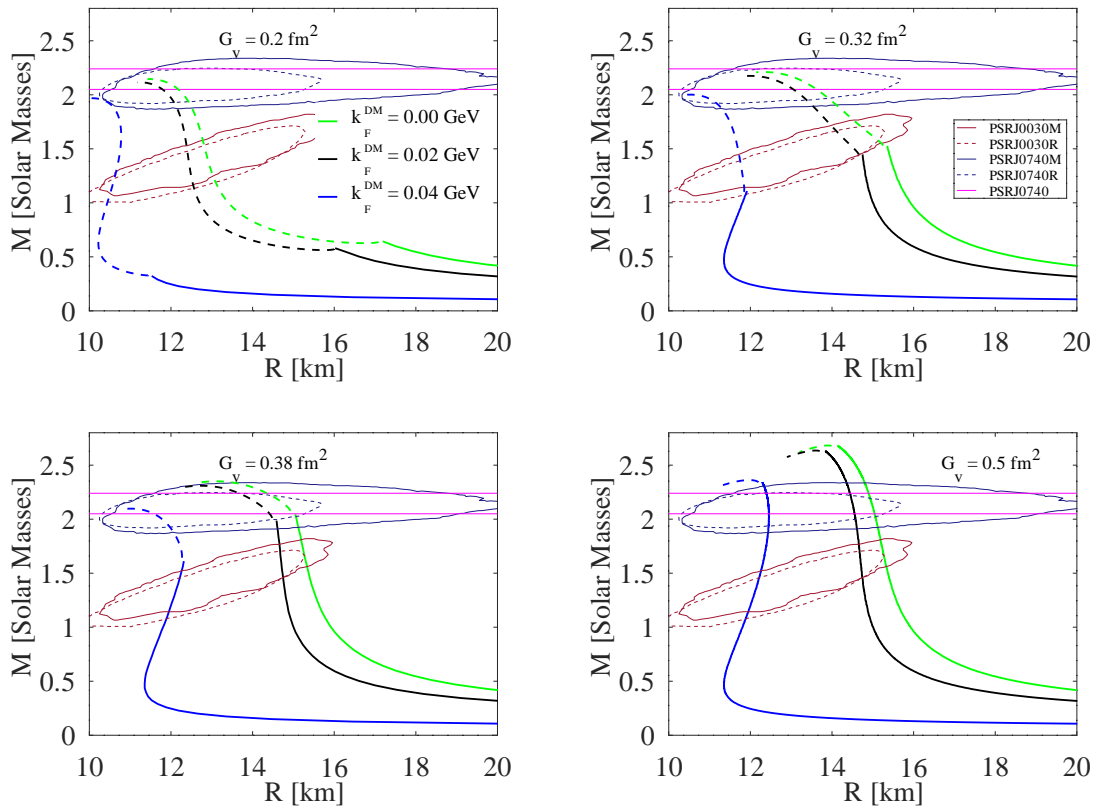 G_v = 0.2 fm^2
M [Solar Masses]
2.5
2
1.5
1
0.5
0
k_F^DM = 0.00 GeV
k_F^DM = 0.02 GeV
k_F^DM = 0.04 GeV
10 12 14 16 18 20
R [km]
G_v = 0.32 fm^2
M [Solar Masses]
2.5
2
1.5
1
0.5
0
PSRJ0030M
PSRJ0030R
PSRJ0740M
PSRJ0740R
PSRJ0740
10 12 14 16 18 20
R [km]
G_v = 0.38 fm^2
M [Solar Masses]
2.5
2
1.5
1
0.5
0
10 12 14 16 18 20
R [km]
G_v = 0.5 fm^2
M [Solar Masses]
2.5
2
1.5
1
0.5
0
10 12 14 16 18 20
R [km]